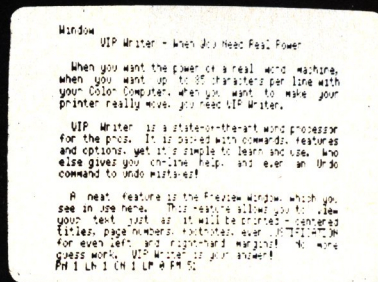 Window
VIP Writer - When You Need Real Power
When you want the power of a real word machine,
when you want up to 85 characters per line with
your Color Computer, when you want to make your
printer really move, you need VIP Writer.
VIP Writer is a state-of-the-art word processor
for the pros. It is packed with commands, features
and options, yet it's simple to learn and use. Who
else gives you on-line help, and even an Undo
command to undo mistakes!
A neat feature is the Preview Window, which you
see in use here. This feature allows you to view
your text just as it will be printed - centered
titles, page numbers, footnotes, even JUSTIFICATION
for even left and right-hand margins! No more
guess work. VIP Writer is your answer!
PN 1 LN 1 CN 1 LM 0 RM 51